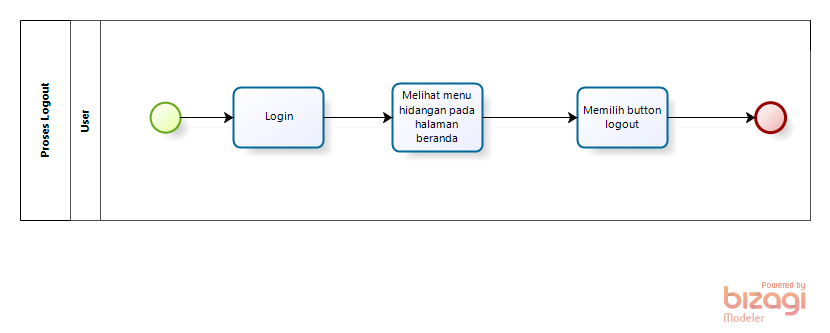 Proses Logout
User
Login
Melihat menu
hidangan pada
halaman
beranda
Memilih button
logout
Powered by
bizagi
Modeler